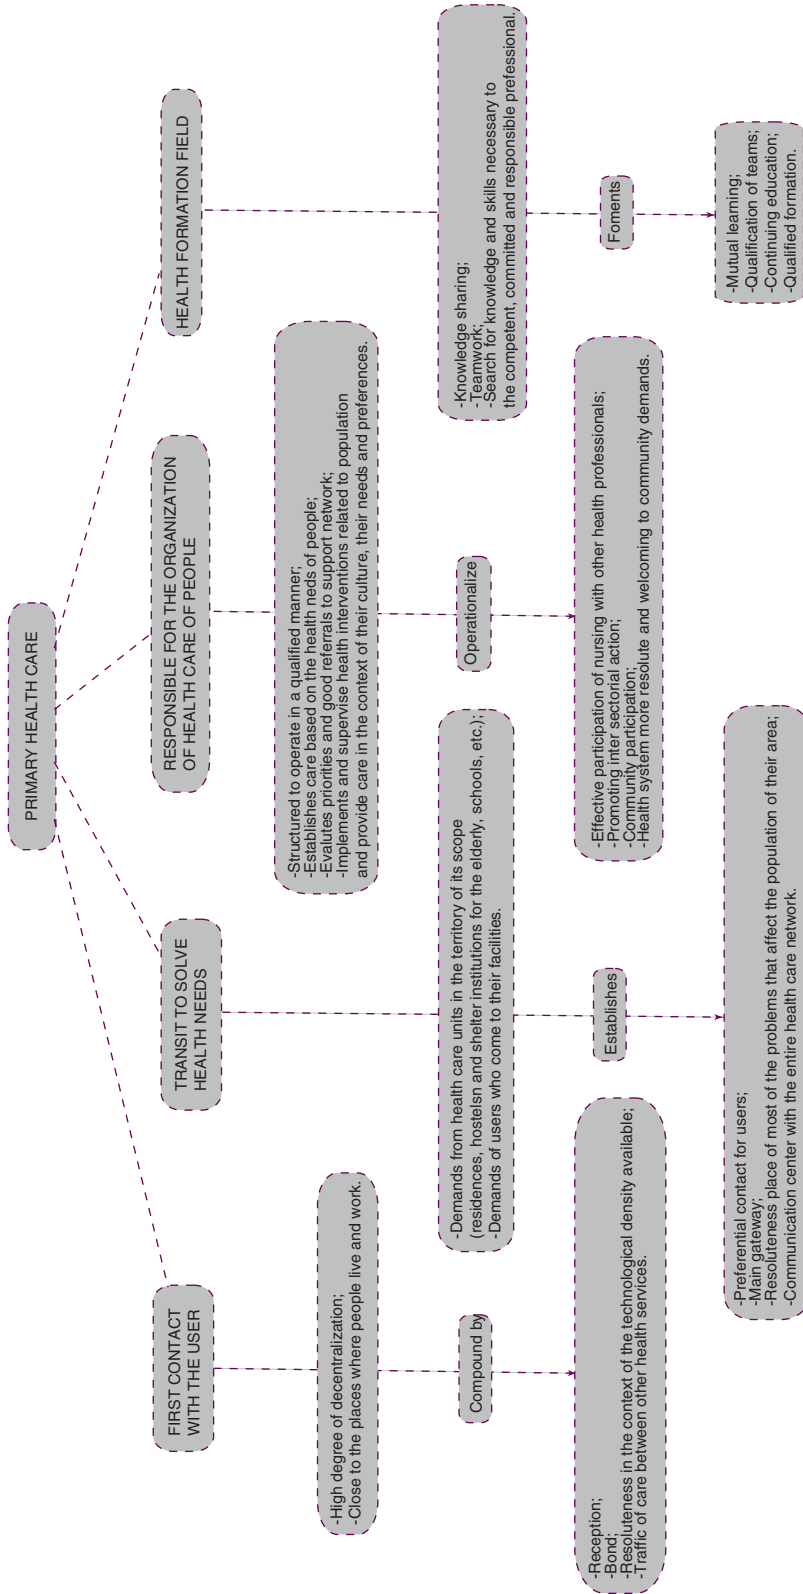 PRIMARY HEALTH CARE
FIRST CONTACT
WITH THE USER
TRANSIT TO SOLVE
HEALTH NEEDS
RESPONSIBLE FOR THE ORGANIZATION
OF HEALTH CARE OF PEOPLE
HEALTH FORMATION FIELD
-High degree of decentralization;
-Close to the places where people live and work.
-Demands from health care units in the territory of its scope
(residences, hostelsn and shelter institutions for the elderly, schools, etc.);
-Demands of users who come to their facilities.
-Structured to operate in a qualified manner;
-Establishes care based on the health neds of people;
-Evalutes priorities and good referrals to support network;
-Implements and supervise health interventions related to population
and provide care in the context of their culture, their needs and preferences.
-Knowledge sharing;
-Teamwork;
-Search for knowledge and skills necessary to
the competent, committed and responsible prefessional.
Compound by
Establishes
Operationalize
Foments
-Reception;
-Bond;
-Resoluteness in the context of the technological density available;
-Traffic of care between other health services.
-Preferential contact for users;
-Main gateway;
-Resoluteness place of most of the problems that affect the population of their area;
-Communication center with the entire health care network.
-Effective participation of nursing with other health professionals;
-Promoting inter sectorial action;
-Community participation;
-Health system more resolute and welcoming to community demands.
-Mutual learning;
-Qualification of teams;
-Continuing education;
-Qualified formation.